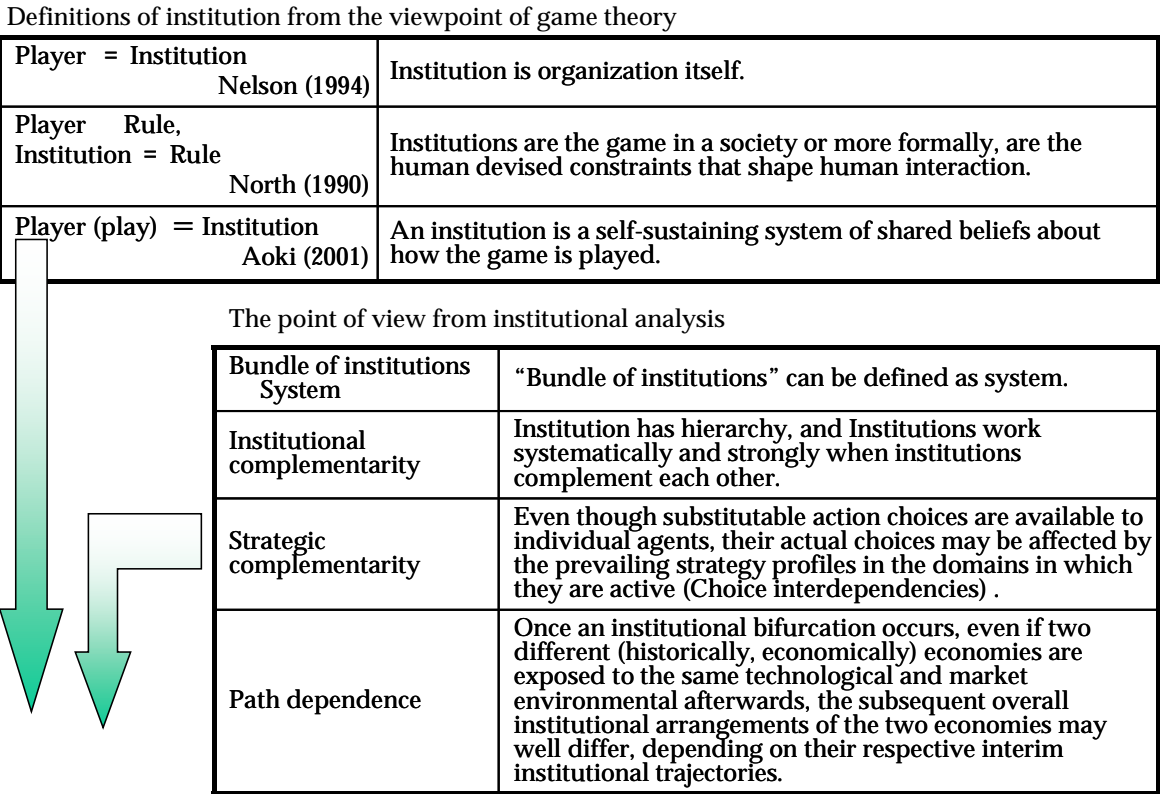 Definitions of institution from the viewpoint of game theory
Player = Institution
Nelson (1994)
Institution is organization itself.
Player Rule,
Institution = Rule
North (1990)
Institutions are the game in a society or more formally, are the
human devised constraints that shape human interaction.
Player (play) = Institution
Aoki (2001)
An institution is a self-sustaining system of shared beliefs about
how the game is played.
The point of view from institutional analysis
Bundle of institutions
System
“Bundle of institutions” can be defined as system.
Institutional
complementarity
Institution has hierarchy, and Institutions work
systematically and strongly when institutions
complement each other.
Strategic
complementarity
Even though substitutable action choices are available to
individual agents, their actual choices may be affected by
the prevailing strategy profiles in the domains in which
they are active (Choice interdependencies) .
Path dependence
Once an institutional bifurcation occurs, even if two
different (historically, economically) economies are
exposed to the same technological and market
environmental afterwards, the subsequent overall
institutional arrangements of the two economies may
well differ, depending on their respective interim
institutional trajectories.